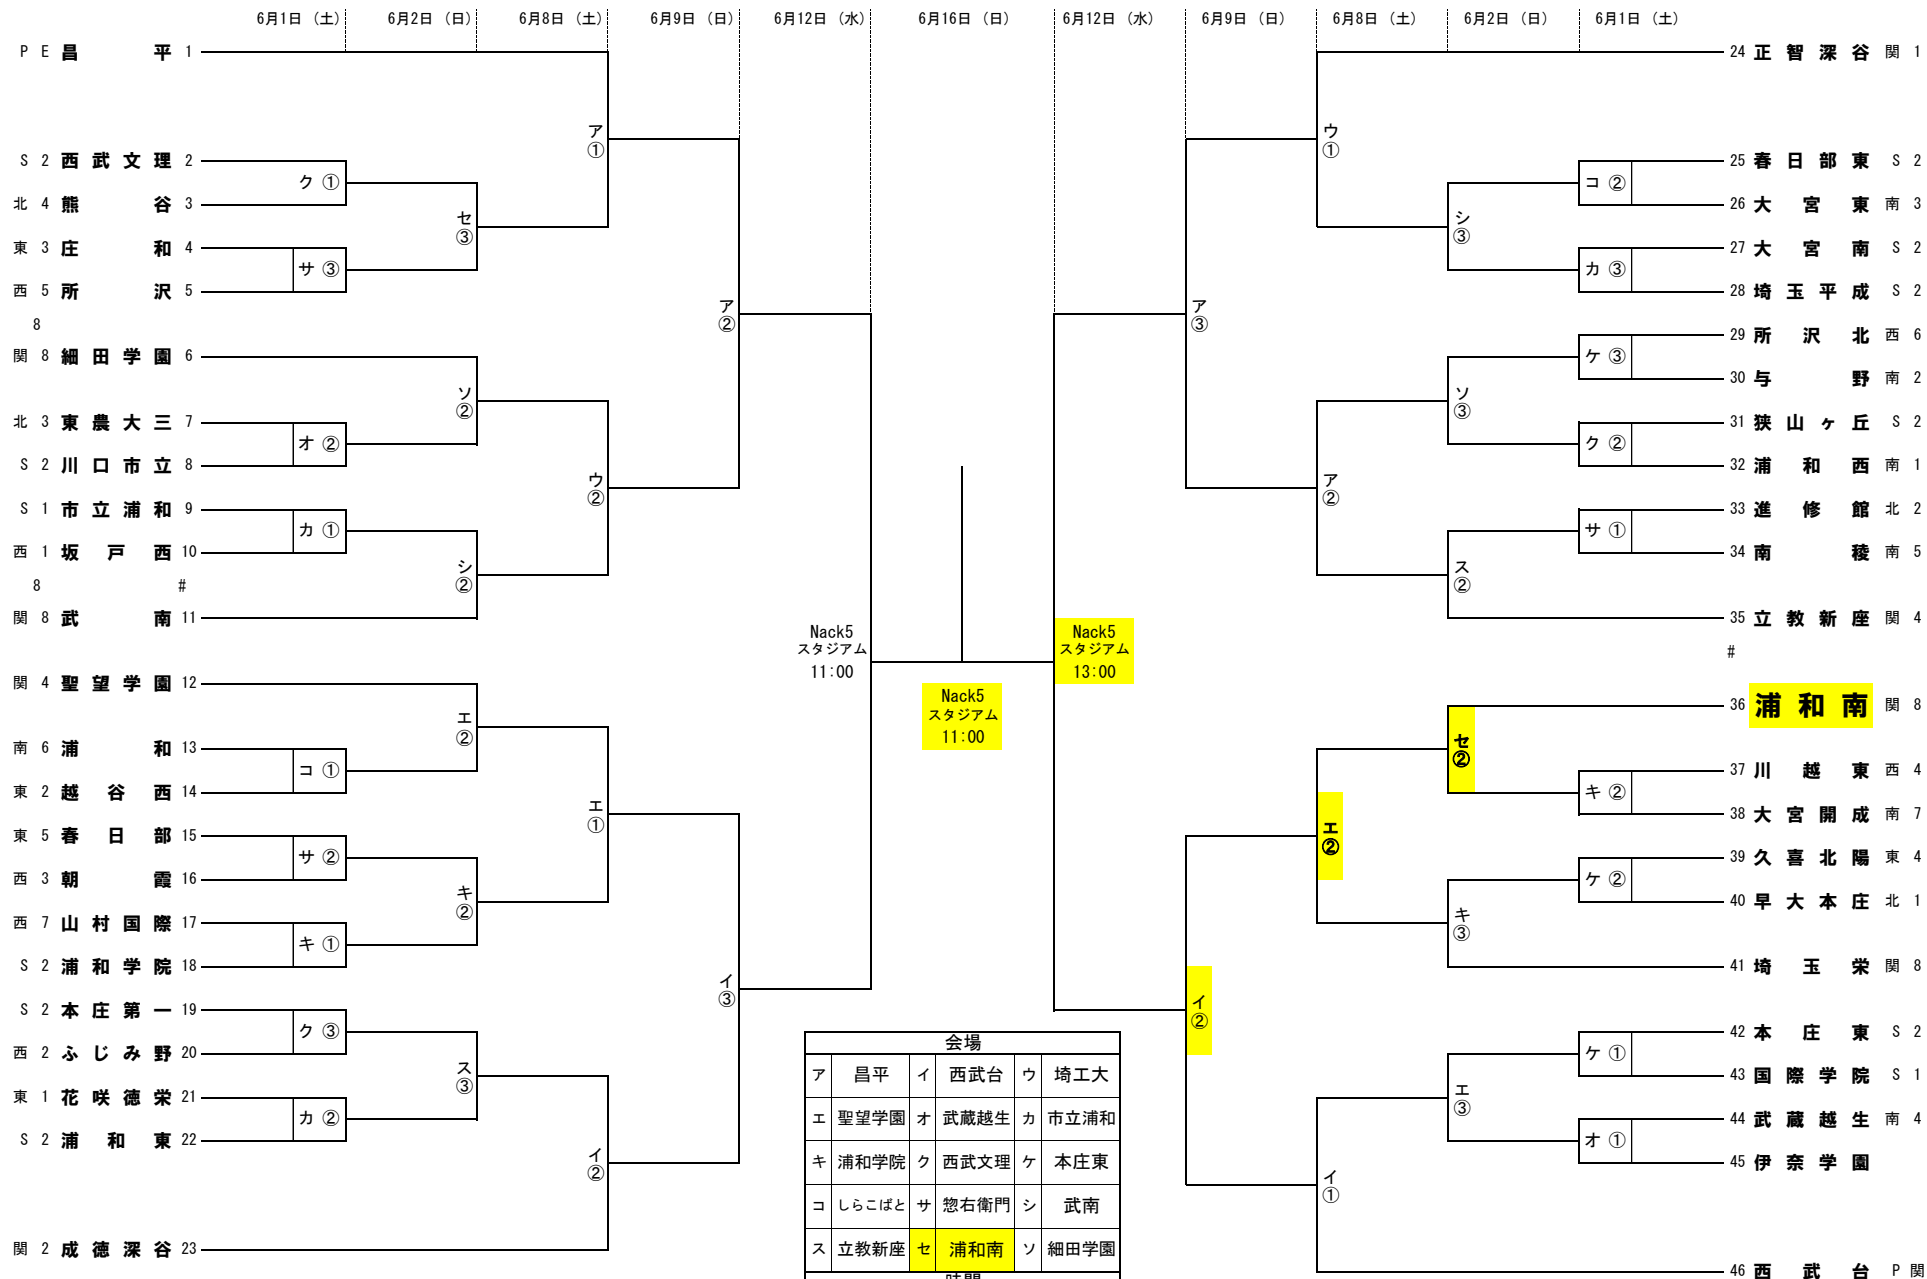 6月1日（土） 6月2日（日） 6月8日（土） 6月9日（日） 6月12日（水） 6月16日（日） 6月12日（水） 6月9日（日） 6月8日（土） 6月2日（日） 6月1日（土）
P E 昌平 1
S 2 西武文理 2
北 4 熊谷 3
東 3 庄和 4
西 5 所沢 5
8
関 8 細田学園 6
北 3 東農大三 7
S 2 川口市立 8
S 1 市立浦和 9
西 1 坂戸西 10
8 #
関 8 武南 11
関 4 聖望学園 12
南 6 浦和 13
東 2 越谷西 14
東 5 春日部 15
西 3 朝霞 16
西 7 山村国際 17
S 2 浦和学院 18
S 2 本庄第一 19
西 2 ふじみ野 20
東 1 花咲徳栄 21
S 2 浦和東 22
関 2 成徳深谷 23
ク ①
サ ③
オ ②
カ ①
コ ①
サ ②
キ ①
ク ③
カ ②
セ ③
ソ ②
シ ②
エ ②
キ ②
ス ③
ア ①
ウ ②
エ ①
イ ②
ア ②
イ ③
Nack5
スタジアム
11:00
Nack5
スタジアム
11:00
Nack5
スタジアム
13:00
ア ③
イ ②
ウ ①
ア ②
エ ②
イ ①
シ ③
ソ ③
ス ②
セ ②
キ ③
エ ③
コ ②
カ ③
ケ ③
ク ②
サ ①
キ ②
ケ ②
ケ ①
オ ①
24 正智深谷 関 1
25 春日部東 S 2
26 大宮東 南 3
27 大宮南 S 2
28 埼玉平成 S 2
29 所沢北 西 6
30 与野 南 2
31 狭山ヶ丘 S 2
32 浦和西 南 1
33 進修館 北 2
34 南稜 南 5
35 立教新座 関 4
#
36 浦和南 関 8
37 川越東 西 4
38 大宮開成 南 7
39 久喜北陽 東 4
40 早大本庄 北 1
41 埼玉栄 関 8
42 本庄東 S 2
43 国際学院 S 1
44 武蔵越生 南 4
45 伊奈学園
46 西武台 P 関
会場
ア 昌平 イ 西武台 ウ 埼工大
エ 聖望学園 オ 武蔵越生 カ 市立浦和
キ 浦和学院 ク 西武文理 ケ 本庄東
コ しらこばと サ 惣右衛門 シ 武南
ス 立教新座 セ 浦和南 ソ 細田学園